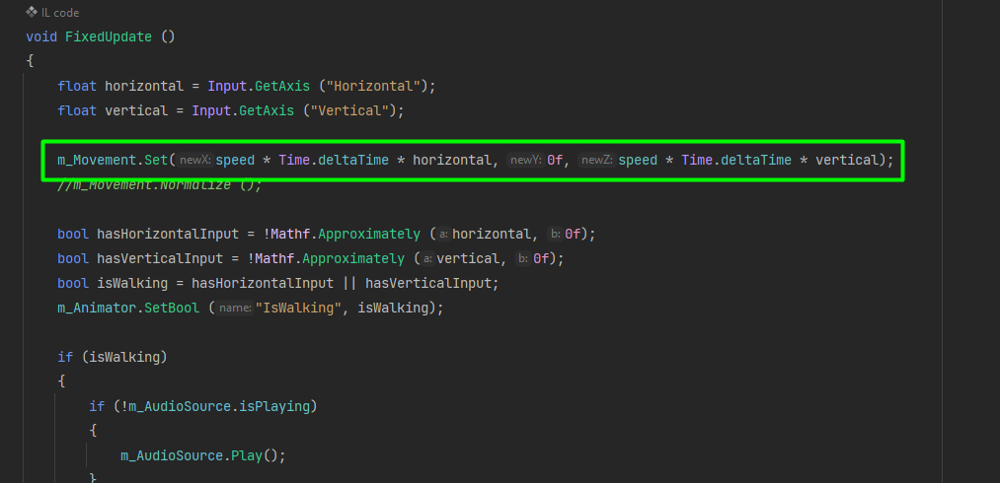 IL code
void FixedUpdate ()
{
float horizontal = Input.GetAxis ("Horizontal");
float vertical = Input.GetAxis ("Vertical");
m_Movement.Set(newX: speed * Time.deltaTime * horizontal, newY: 0f, newZ: speed * Time.deltaTime * vertical);
//m_Movement.Normalize ();
bool hasHorizontalInput = !Mathf.Approximately (a: horizontal, b: 0f);
bool hasVerticalInput = !Mathf.Approximately (a: vertical, b: 0f);
bool isWalking = hasHorizontalInput || hasVerticalInput;
m_Animator.SetBool (name: "IsWalking", isWalking);
if (isWalking)
{
if (!m_AudioSource.isPlaying)
{
m_AudioSource.Play();
}